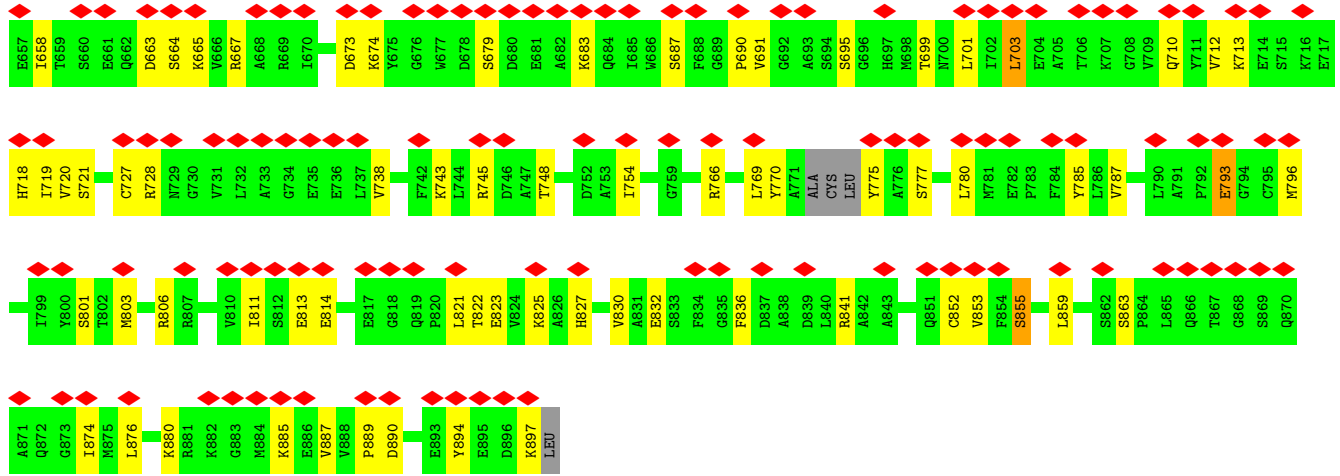 E657 I658 T659 S660 E661 Q662 D663 S664 K665 V666 R667 A668 R669 I670 D673 K674 Y675 G676 W677 D678 S679 D680 E681 A682 K683 Q684 I685 W686 S687 F688 G689 P690 V691 G692 A693 S694 S695 G696 H697 M698 T699 N700 L701 I702 L703 E704 A705 T706 K707 G708 V709 Q710 Y711 V712 K713 E714 S715 K716 E717
H718 I719 V720 S721 C727 R728 N729 G730 V731 L732 A733 G734 E735 E736 L737 V738 F742 K743 L744 R745 D746 A747 T748 D752 A753 I754 G759 R766 L769 Y770 A771 ALA CYS LEU Y775 A776 S777 L780 M781 E782 P783 F784 Y785 L786 V787 L790 A791 P792 E793 G794 C795 M796
I799 Y800 S801 T802 M803 R806 R807 V810 I811 S812 E813 E814 E817 G818 Q819 P820 L821 T822 E823 V824 K825 A826 H827 V830 A831 E832 S833 F834 G835 F836 D837 A838 D839 L840 R841 A842 A843 Q851 C852 V853 F854 S855 L859 S862 S863 P864 L865 Q866 T867 G868 S869 Q870
A871 Q872 G873 I874 M875 L876 K880 R881 K882 G883 M884 K885 E886 V887 V888 P889 D890 E893 Y894 E895 D896 K897 LEU